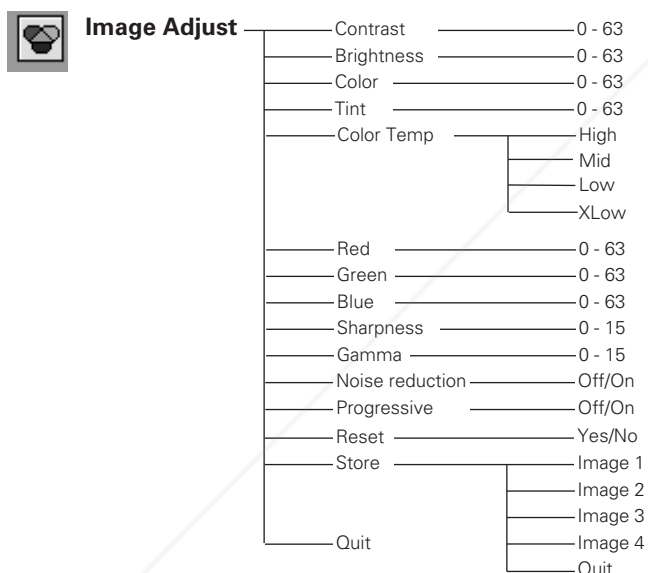 Image Adjust Contrast 0 - 63
Brightness 0 - 63
Color 0 - 63
Tint 0 - 63
Color Temp High
Mid
Low
XLow
Red 0 - 63
Green 0 - 63
Blue 0 - 63
Sharpness 0 - 15
Gamma 0 - 15
Noise reduction Off/On
Progressive Off/On
Reset Yes/No
Store Image 1
Image 2
Image 3
Quit Image 4
Quit